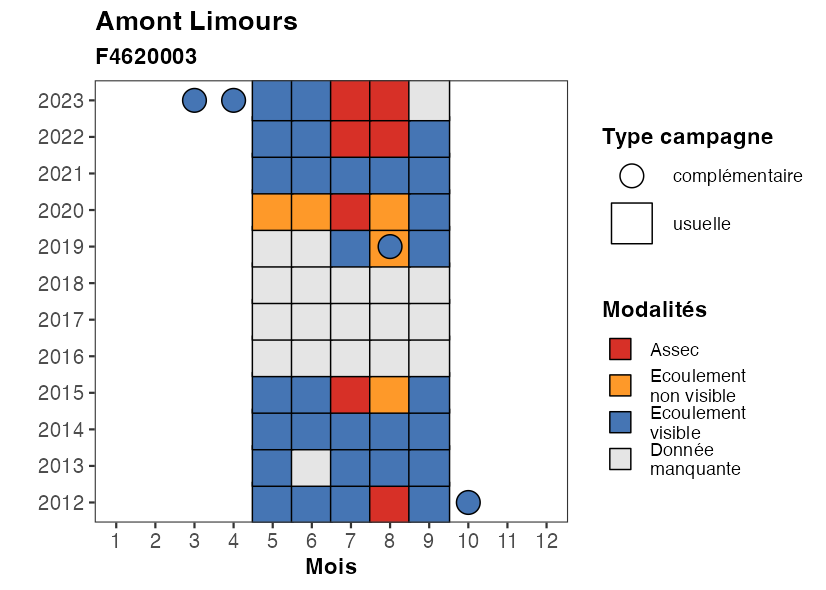 Amont Limours
F4620003
2023
2022
2021
2020
2019
2018
2017
2016
2015
2014
2013
2012
1 2 3 4 5 6 7 8 9 10 11 12
Mois
Type campagne
complémentaire
usuelle
Modalités
Assec
Ecoulement
non visible
Ecoulement
visible
Donnée
manquante